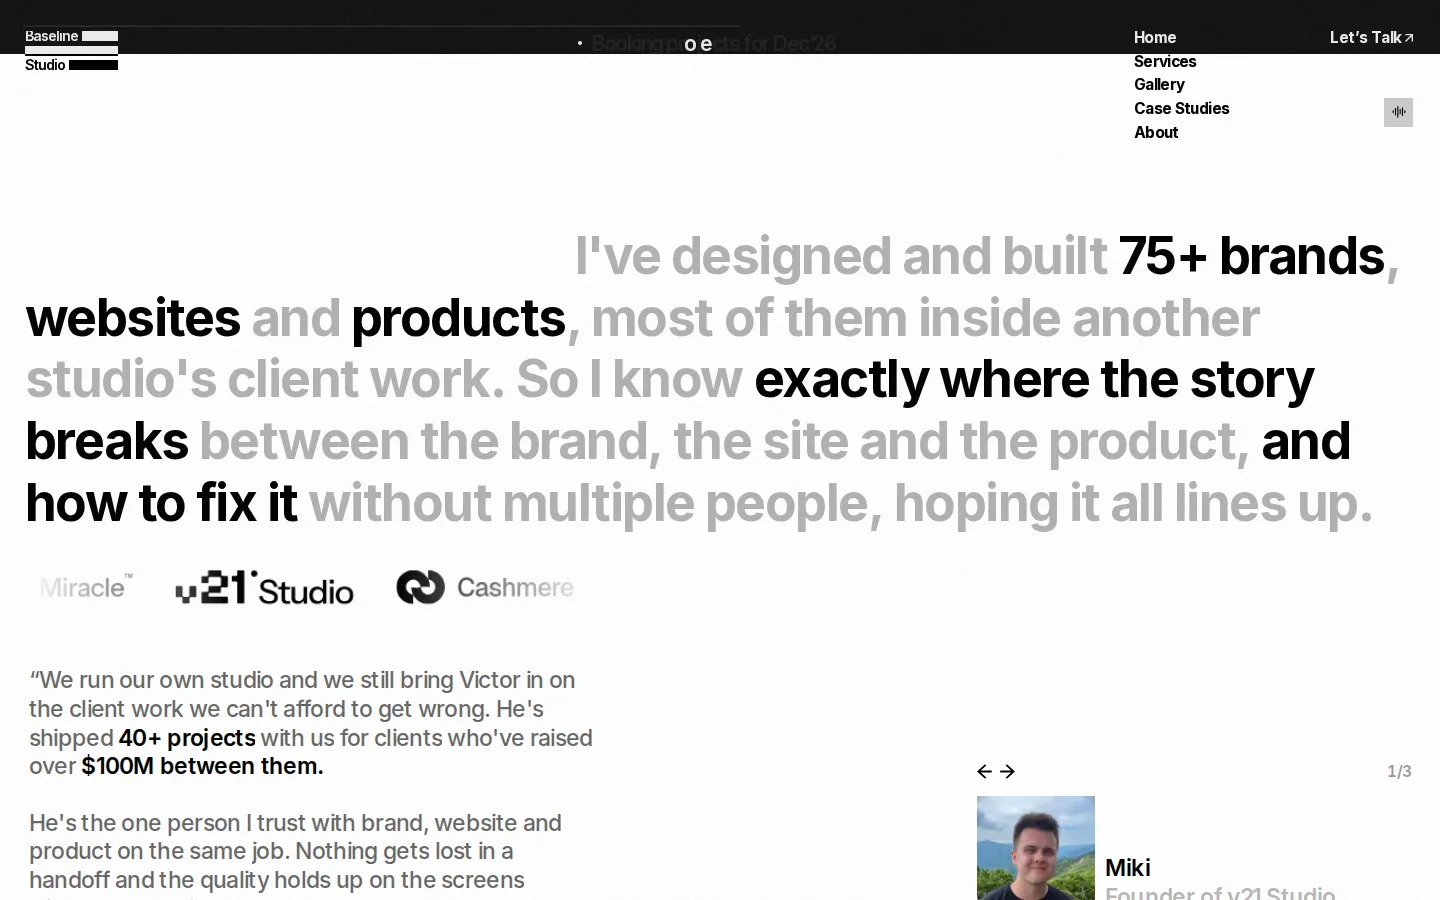 Baseline
Studio
Booking projects for Dec'26
Home
Services
Gallery
Case Studies
About
Let's Talk
I've designed and built 75+ brands,
websites and products, most of them inside another
studio's client work. So I know exactly where the story
breaks between the brand, the site and the product, and
how to fix it without multiple people, hoping it all lines up.
Miracle™
v21 Studio
Cashmere
“We run our own studio and we still bring Victor in on
the client work we can't afford to get wrong. He's
shipped 40+ projects with us for clients who've raised
over $100M between them.
He's the one person I trust with brand, website and
product on the same job. Nothing gets lost in a
handoff and the quality holds up on the screens
1/3
Miki
Founder of v21 Studio